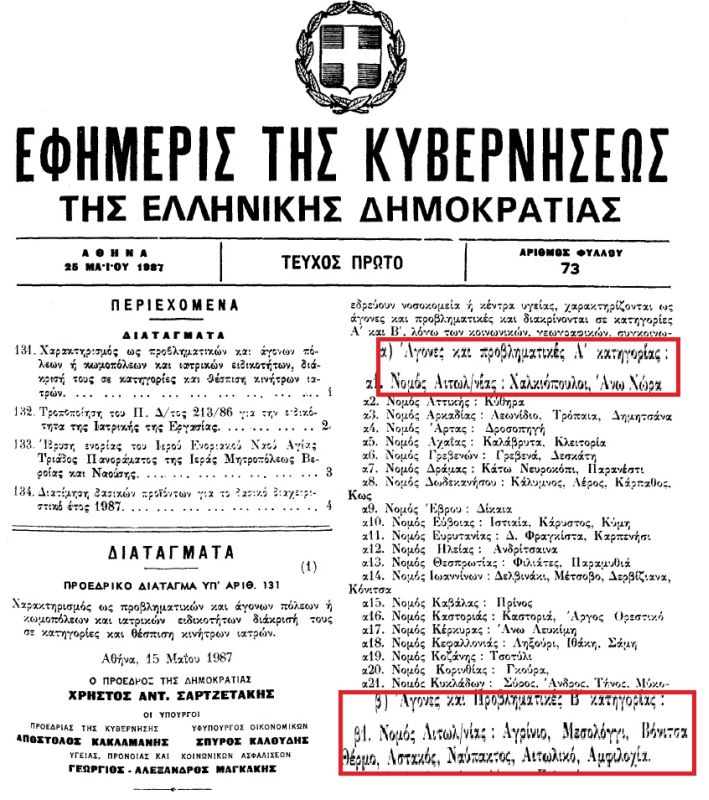 ΕΦΗΜΕΡΙΣ ΤΗΣ ΚΥΒΕΡΝΗΣΕΩΣ
ΤΗΣ ΕΛΛΗΝΙΚΗΣ ΔΗΜΟΚΡΑΤΙΑΣ
ΑΘΗΝΑ
25 ΜΑΪΟΥ 1987
ΤΕΥΧΟΣ ΠΡΩΤΟ
ΑΡΙΘΜΟΣ ΦΥΛΛΟΥ
73
ΠΕΡΙΕΧΟΜΕΝΑ
ΔΙΑΤΑΓΜΑΤΑ
131. Χαρακτηρισμός ως προβληματικών και άγονων πό-
λεων ή κωμοπόλεων και ιατρικών ειδικοτήτων, διά-
κρισή τους σε κατηγορίες και θέσπιση κινήτρων ια-
τρών. 1
132. Τροποποίηση του Π. Δ/τος 213/86 για την ειδικό-
τητα της Ιατρικής της Εργασίας. 2
133. Ίδρυση ενορίας του Ιερού Ενοριακού Ναού Αγίας
Τριάδος Πανοράματος της Ιεράς Μητροπόλεως Βε-
ροίας και Ναούσης. 3
134. Διατίμηση δασικών προϊόντων για το δασικό διαχειρι-
στικό έτος 1987. 4
ΔΙΑΤΑΓΜΑΤΑ
(1)
ΠΡΟΕΔΡΙΚΟ ΔΙΑΤΑΓΜΑ ΥΠ' ΑΡΙΘ. 131
Χαρακτηρισμός ως προβληματικών και άγονων πόλεων ή
κωμοπόλεων και ιατρικών ειδικοτήτων διάκρισή τους
σε κατηγορίες και θέσπιση κινήτρων ιατρών.
Αθήνα, 15 Μαΐου 1987
Ο ΠΡΟΕΔΡΟΣ ΤΗΣ ΔΗΜΟΚΡΑΤΙΑΣ
ΧΡΗΣΤΟΣ ΑΝΤ. ΣΑΡΤΖΕΤΑΚΗΣ
ΟΙ ΥΠΟΥΡΓΟΙ
ΠΡΟΕΔΡΙΑΣ ΤΗΣ ΚΥΒΕΡΝΗΣΗΣ ΥΦΥΠΟΥΡΓΟΣ ΟΙΚΟΝΟΜΙΚΩΝ
ΑΠΟΣΤΟΛΟΣ ΚΑΚΛΑΜΑΝΗΣ ΣΠΥΡΟΣ ΚΑΛΟΥΔΗΣ
ΥΓΕΙΑΣ, ΠΡΟΝΟΙΑΣ ΚΑΙ ΚΟΙΝΩΝΙΚΩΝ ΑΣΦΑΛΙΣΕΩΝ
ΓΕΩΡΓΙΟΣ - ΑΛΕΞΑΝΔΡΟΣ ΜΑΓΚΑΚΗΣ
εδρεύουν νοσοκομεία ή κέντρα υγείας, χαρακτηρίζονται ως
άγονες και προβληματικές και διακρίνονται σε κατηγορίες
Α' και Β', λόγω των κοινωνικών, γεωγραφικών, συγκοινω-
α) Άγονες και προβληματικές Α' κατηγορίας :
α1. Νομός Αιτωλ/νίας : Χαλκιόπουλοι, Άνω Χώρα
α2. Νομός Αττικής : Κύθηρα
α3. Νομός Αρκαδίας : Λεωνίδιο, Τρόπαια, Δημητσάνα
α4. Νομός Άρτας : Δροσοπηγή
α5. Νομός Αχαΐας : Καλάβρυτα, Κλειτορία
α6. Νομός Γρεβενών : Γρεβενά, Δεσκάτη
α7. Νομός Δράμας : Κάτω Νευροκόπι, Παρανέστι
α8. Νομός Δωδεκανήσου : Κάλυμνος, Λέρος, Κάρπαθος,
Κως
α9. Νομός Έβρου : Δίκαια
α10. Νομός Εύβοιας : Ιστιαία, Κάρυστος, Κύμη
α11. Νομός Ευρυτανίας : Δ. Φραγκίστα, Καρπενήσι
α12. Νομός Ηλείας : Ανδρίτσαινα
α13. Νομός Θεσπρωτίας : Φιλιάτες, Παραμυθιά
α14. Νομός Ιωαννίνων : Δελβινάκι, Μέτσοβο, Δερβίζιανα,
Κόνιτσα
α15. Νομός Καβάλας : Πρίνος
α16. Νομός Καστοριάς : Καστοριά, Άργος Ορεστικό
α17. Νομός Κέρκυρας : Άνω Λευκίμη
α18. Νομός Κεφαλλονιάς : Ληξούρι, Ιθάκη, Σάμη
α19. Νομός Κοζάνης : Τσοτύλι
α20. Νομός Κορινθίας : Γκούρα,
α21. Νομός Κυκλάδων : Σύρος, Άνδρος, Τήνος, Μύκο-
β) Άγονες και Προβληματικές Β' κατηγορίας :
β1. Νομός Αιτωλ/νίας : Αγρίνιο, Μεσολόγγι, Βόνιτσα
Θέρμο, Αστακός, Ναύπακτος, Αιτωλικό, Αμφιλοχία.